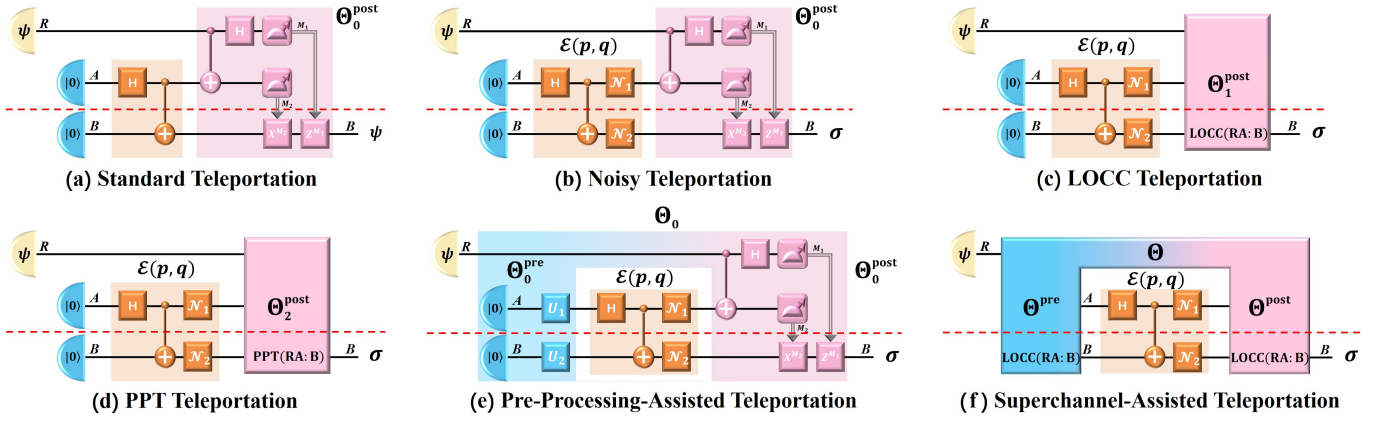 ψ R H M₁ Θ₀ᵖᵒˢᵗ
|0⟩ A H M₂
|0⟩ B X^{M₂} Z^{M₁} B ψ
(a) Standard Teleportation
ψ R H M₁ Θ₀ᵖᵒˢᵗ
ℰ(p, q)
|0⟩ A H 𝒩₁ M₂
|0⟩ B 𝒩₂ X^{M₂} Z^{M₁} B σ
(b) Noisy Teleportation
ψ R
ℰ(p, q)
|0⟩ A H 𝒩₁ Θ₁ᵖᵒˢᵗ
|0⟩ B 𝒩₂ LOCC(RA: B) B σ
(c) LOCC Teleportation
ψ R
ℰ(p, q)
|0⟩ A H 𝒩₁ Θ₂ᵖᵒˢᵗ
|0⟩ B 𝒩₂ PPT(RA: B) B σ
(d) PPT Teleportation
Θ₀
ψ R H M₁
Θ₀ᵖʳᵉ ℰ(p, q) Θ₀ᵖᵒˢᵗ
|0⟩ A U₁ H 𝒩₁ M₂
|0⟩ B U₂ 𝒩₂ X^{M₂} Z^{M₁} B σ
(e) Pre-Processing-Assisted Teleportation
ψ R Θ
ℰ(p, q)
Θᵖʳᵉ A H 𝒩₁ Θᵖᵒˢᵗ
LOCC(RA: B) B 𝒩₂ LOCC(RA: B) B σ
(f) Superchannel-Assisted Teleportation